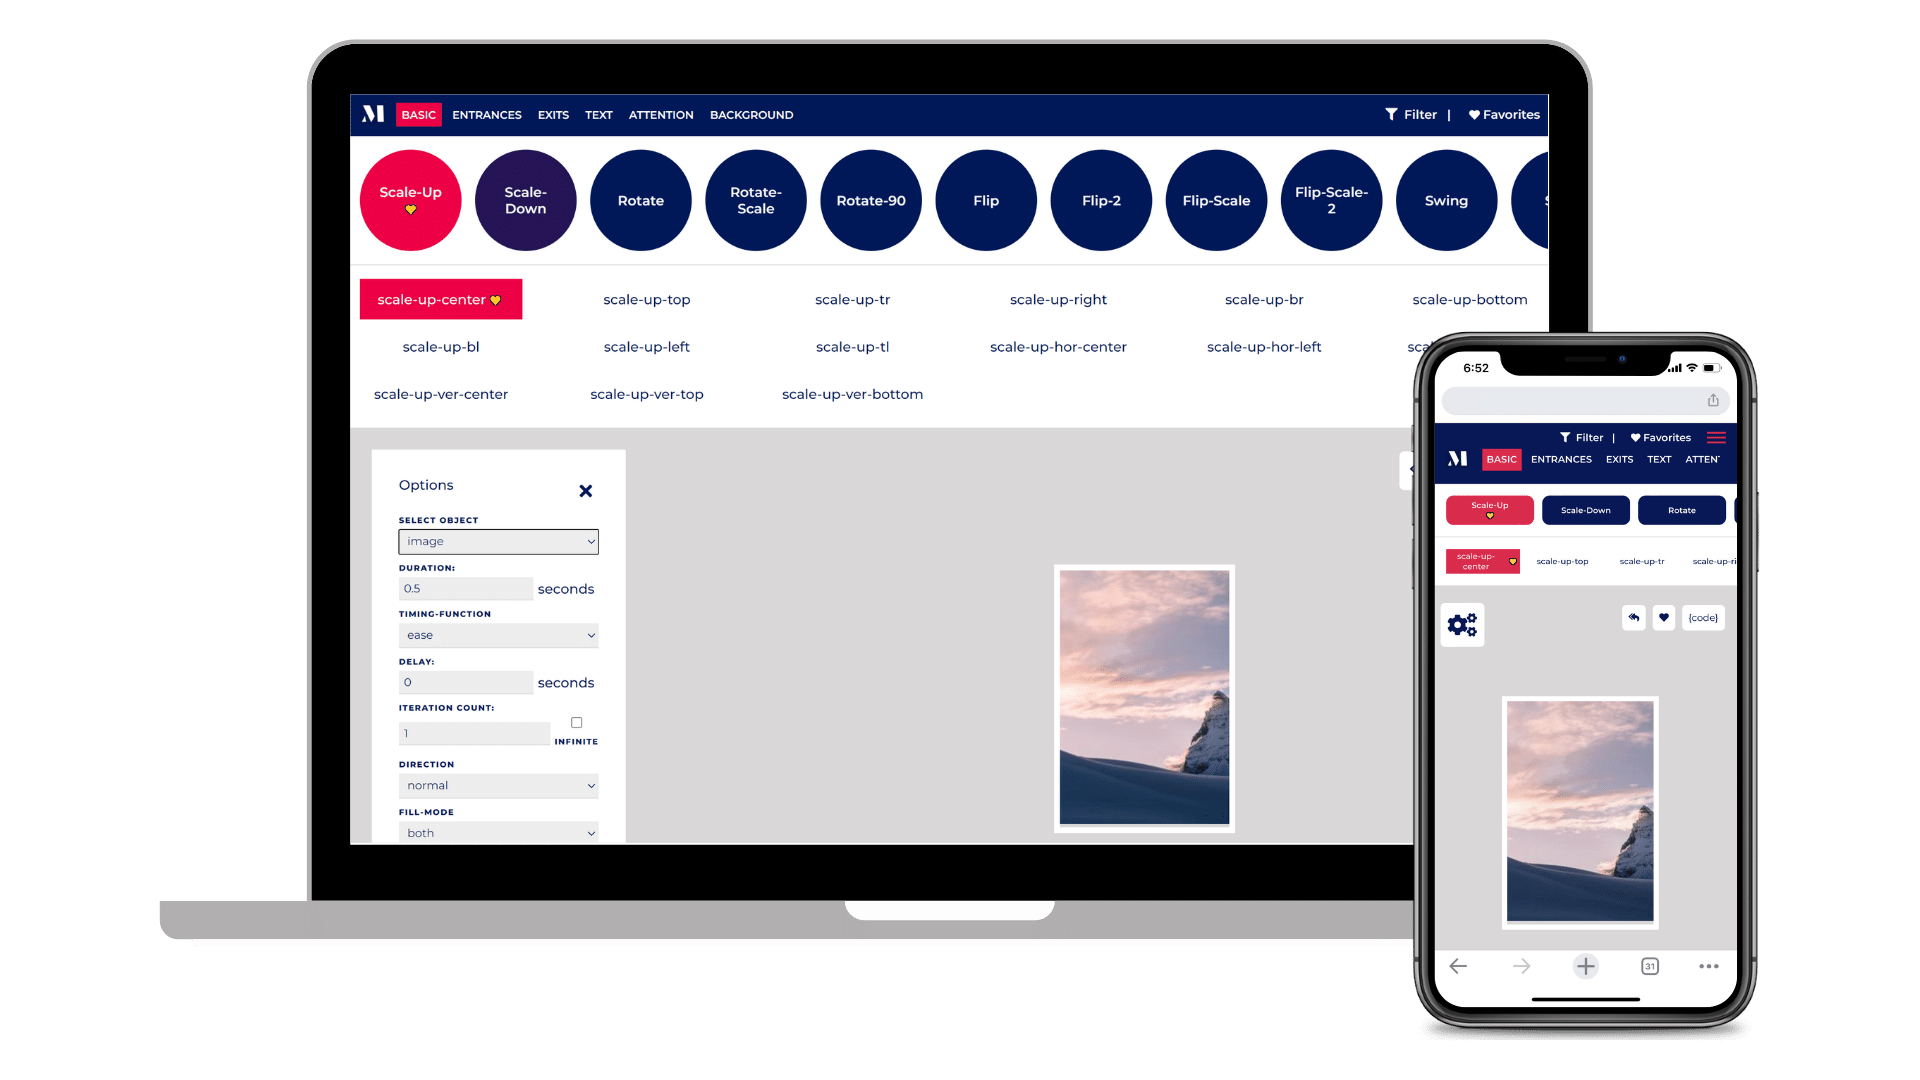 M BASIC ENTRANCES EXITS TEXT ATTENTION BACKGROUND Filter | Favorites
Scale-Up
Scale-
Down
Rotate
Rotate-
Scale
Rotate-90
Flip
Flip-2
Flip-Scale
Flip-Scale-
2
Swing
scale-up-center scale-up-top scale-up-tr scale-up-right scale-up-br scale-up-bottom
scale-up-bl scale-up-left scale-up-tl scale-up-hor-center scale-up-hor-left
scale-up-ver-center scale-up-ver-top scale-up-ver-bottom
Options
SELECT OBJECT
image
DURATION:
0.5 seconds
TIMING-FUNCTION
ease
DELAY:
0 seconds
ITERATION COUNT:
1
INFINITE
DIRECTION
normal
FILL-MODE
both
6:52
Filter | Favorites
M BASIC ENTRANCES EXITS TEXT ATTEN
Scale-Up
Scale-Down
Rotate
scale-up-
center
scale-up-top scale-up-tr scale-up-ri
{code}
31